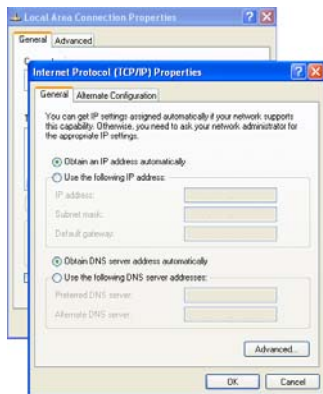 Local Area Connection Properties
General Advanced
Internet Protocol (TCP/IP) Properties
General Alternate Configuration
You can get IP settings assigned automatically if your network supports
this capability. Otherwise, you need to ask your network administrator for
the appropriate IP settings.
Obtain an IP address automatically
Use the following IP address:
IP address:
Subnet mask:
Default gateway:
Obtain DNS server address automatically
Use the following DNS server addresses:
Preferred DNS server:
Alternate DNS server:
Advanced...
OK Cancel